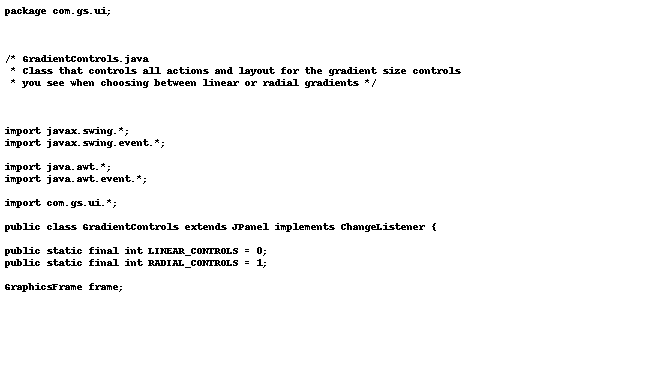 package com.gs.ui;
/* GradientControls.java
* Class that controls all actions and layout for the gradient size controls
* you see when choosing between linear or radial gradients */
import javax.swing.*;
import javax.swing.event.*;
import java.awt.*;
import java.awt.event.*;
import com.gs.ui.*;
public class GradientControls extends JPanel implements ChangeListener {
public static final int LINEAR_CONTROLS = 0;
public static final int RADIAL_CONTROLS = 1;
GraphicsFrame frame;